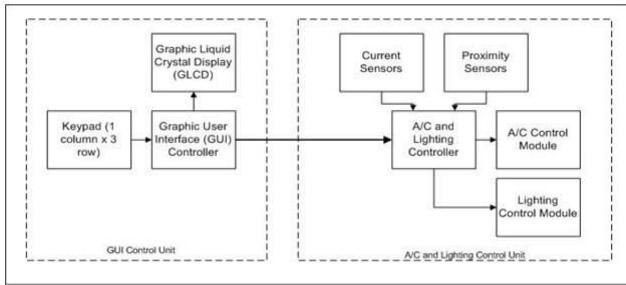 Graphic Liquid
Crystal Display
(GLCD)
Keypad (1
column x 3
row)
Graphic User
Interface (GUI)
Controller
GUI Control Unit
Current
Sensors
Proximity
Sensors
A/C and
Lighting
Controller
A/C Control
Module
Lighting
Control Module
A/C and Lighting Control Unit